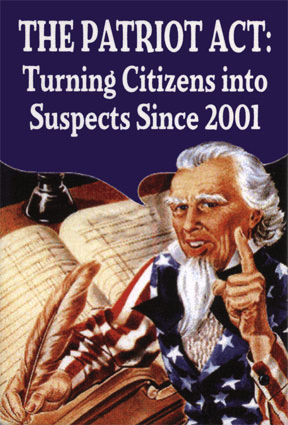 THE PATRIOT ACT:
Turning Citizens into
Suspects Since 2001